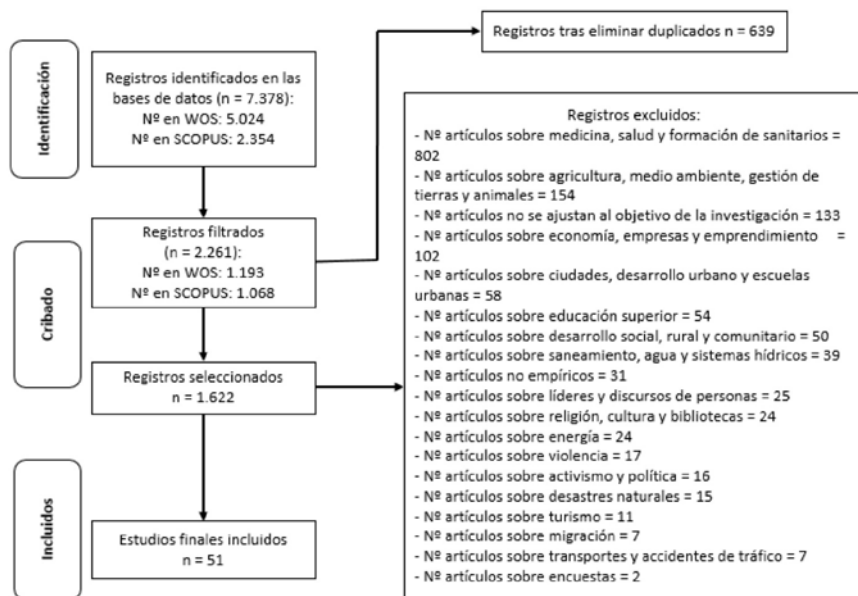 Identificación
Registros identificados en las
bases de datos (n = 7.378):
Nº en WOS: 5.024
Nº en SCOPUS: 2.354
Registros tras eliminar duplicados n = 639
Cribado
Registros filtrados
(n = 2.261):
Nº en WOS: 1.193
Nº en SCOPUS: 1.068
Registros seleccionados
n = 1.622
Registros excluidos:
- Nº artículos sobre medicina, salud y formación de sanitarios =
802
- Nº artículos sobre agricultura, medio ambiente, gestión de
tierras y animales = 154
- Nº artículos no se ajustan al objetivo de la investigación = 133
- Nº artículos sobre economía, empresas y emprendimiento =
102
- Nº artículos sobre ciudades, desarrollo urbano y escuelas
urbanas = 58
- Nº artículos sobre educación superior = 54
- Nº artículos sobre desarrollo social, rural y comunitario = 50
- Nº artículos sobre saneamiento, agua y sistemas hídricos = 39
- Nº artículos no empíricos = 31
- Nº artículos sobre líderes y discursos de personas = 25
- Nº artículos sobre religión, cultura y bibliotecas = 24
- Nº artículos sobre energía = 24
- Nº artículos sobre violencia = 17
- Nº artículos sobre activismo y política = 16
- Nº artículos sobre desastres naturales = 15
- Nº artículos sobre turismo = 11
- Nº artículos sobre migración = 7
- Nº artículos sobre transportes y accidentes de tráfico = 7
- Nº artículos sobre encuestas = 2
Incluidos
Estudios finales incluidos
n = 51